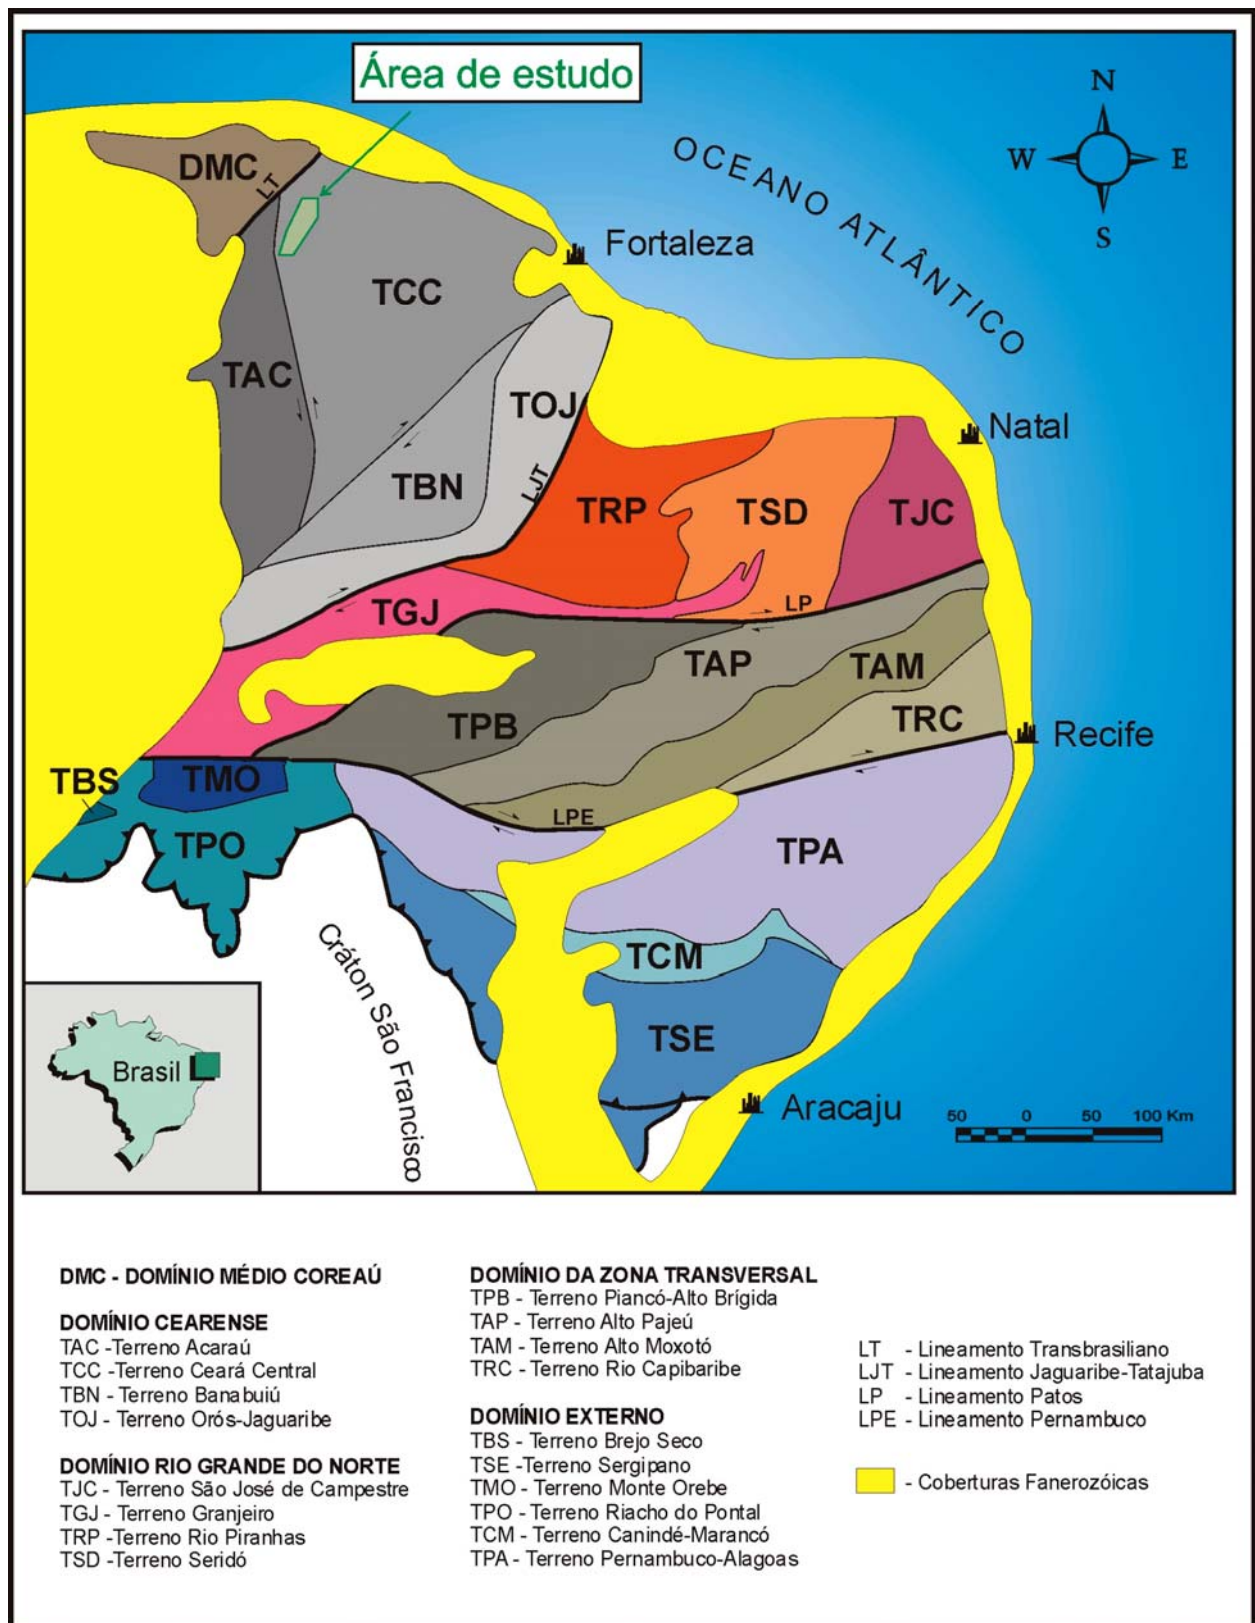 Área de estudo
N
W E
S
OCEANO ATLÂNTICO
DMC
LT
Fortaleza
TCC
TAC
TOJ
Natal
TBN
LJT
TRP
TSD
TJC
TGJ
LP
TAP
TAM
TPB
TRC
Recife
TBS
TMO
LPE
TPO
TPA
Cráton São Francisco
TCM
TSE
Brasil
Aracaju
50 0 50 100 Km
DMC - DOMÍNIO MÉDIO COREAÚ
DOMÍNIO CEARENSE
TAC -Terreno Acaraú
TCC -Terreno Ceará Central
TBN - Terreno Banabuiú
TOJ - Terreno Orós-Jaguaribe
DOMÍNIO RIO GRANDE DO NORTE
TJC - Terreno São José de Campestre
TGJ - Terreno Granjeiro
TRP -Terreno Rio Piranhas
TSD -Terreno Seridó
DOMÍNIO DA ZONA TRANSVERSAL
TPB - Terreno Piancó-Alto Brígida
TAP - Terreno Alto Pajeú
TAM - Terreno Alto Moxotó
TRC - Terreno Rio Capibaribe
DOMÍNIO EXTERNO
TBS - Terreno Brejo Seco
TSE -Terreno Sergipano
TMO - Terreno Monte Orebe
TPO - Terreno Riacho do Pontal
TCM - Terreno Canindé-Marancó
TPA - Terreno Pernambuco-Alagoas
LT - Lineamento Transbrasiliano
LJT - Lineamento Jaguaribe-Tatajuba
LP - Lineamento Patos
LPE - Lineamento Pernambuco
- Coberturas Fanerozóicas